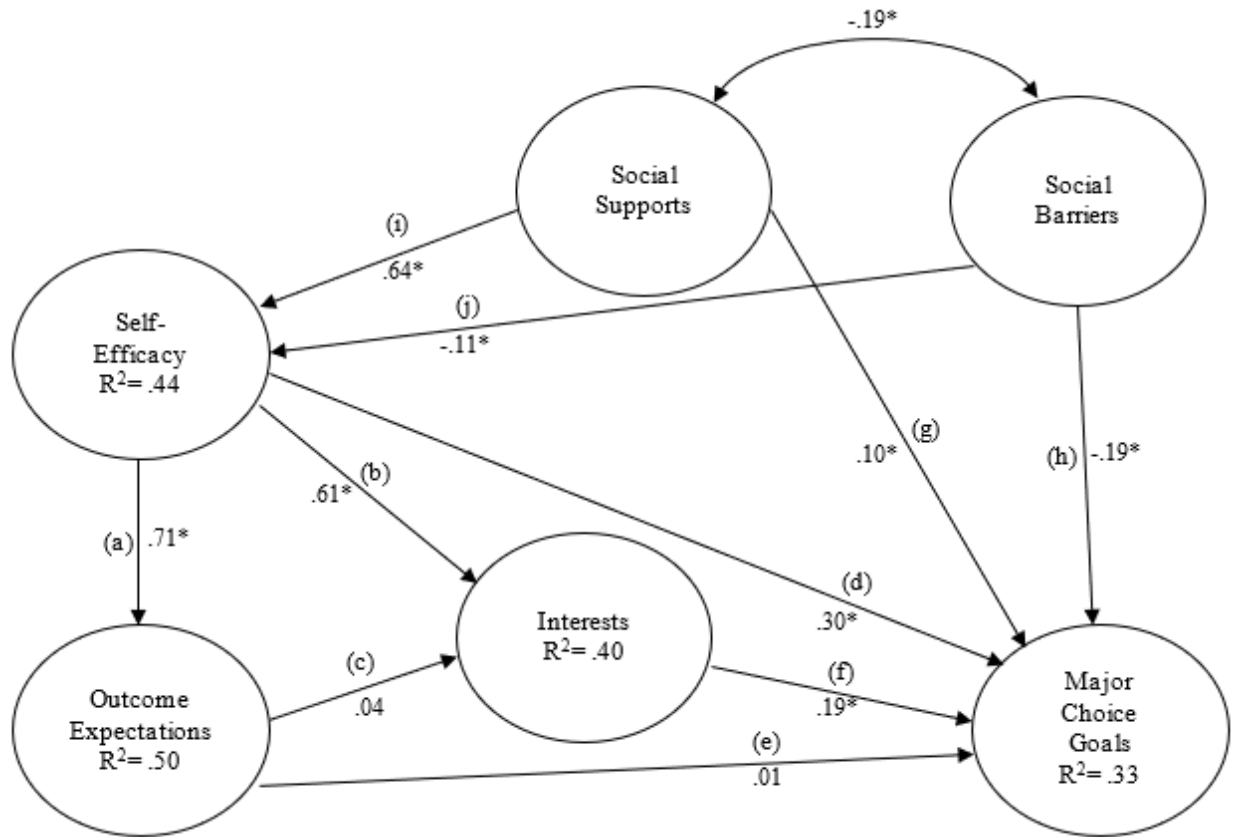 -.19*
Social
Supports
Social
Barriers
(i)
.64*
(j)
-.11*
Self-
Efficacy
R²= .44
(g)
.10*
(h)
-.19*
(b)
.61*
(a)
.71*
(d)
.30*
Interests
R²= .40
(c)
.04
(f)
.19*
Outcome
Expectations
R²= .50
(e)
.01
Major
Choice
Goals
R²= .33